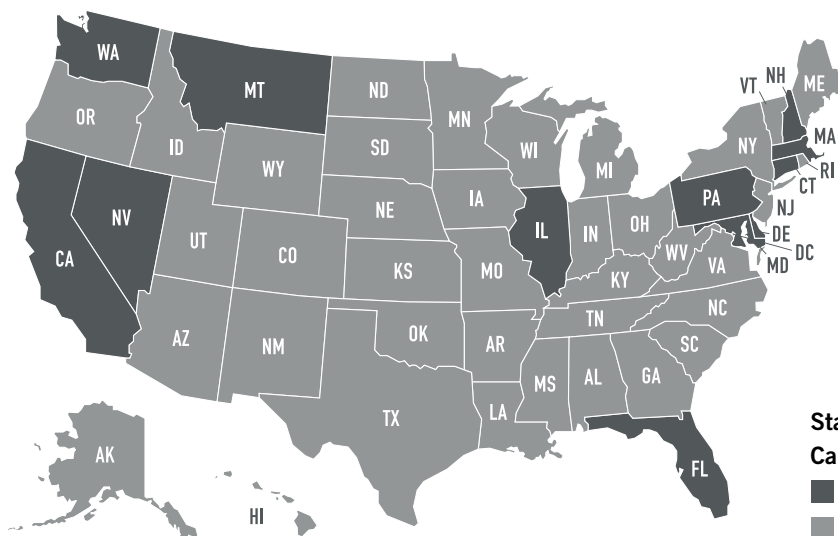 WA
MT
ND
MN
OR
ID
WY
SD
WI
MI
VT
NH
ME
NY
MA
RI
CT
NV
CA
UT
CO
NE
IA
KS
MO
IL
IN
OH
PA
NJ
DE
DC
MD
WV
VA
KY
AZ
NM
OK
AR
TN
NC
SC
TX
LA
MS
AL
GA
FL
AK
HI
Sta
Ca